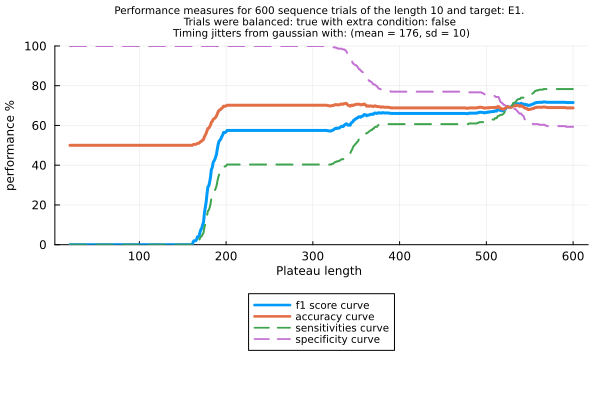 Performance measures for 600 sequence trials of the length 10 and target: E1.
Trials were balanced: true with extra condition: false
Timing jitters from gaussian with: (mean = 176, sd = 10)
100
80
60
40
20
0
performance %
100
200
300
400
500
600
Plateau length
f1 score curve
accuracy curve
sensitivities curve
specificity curve